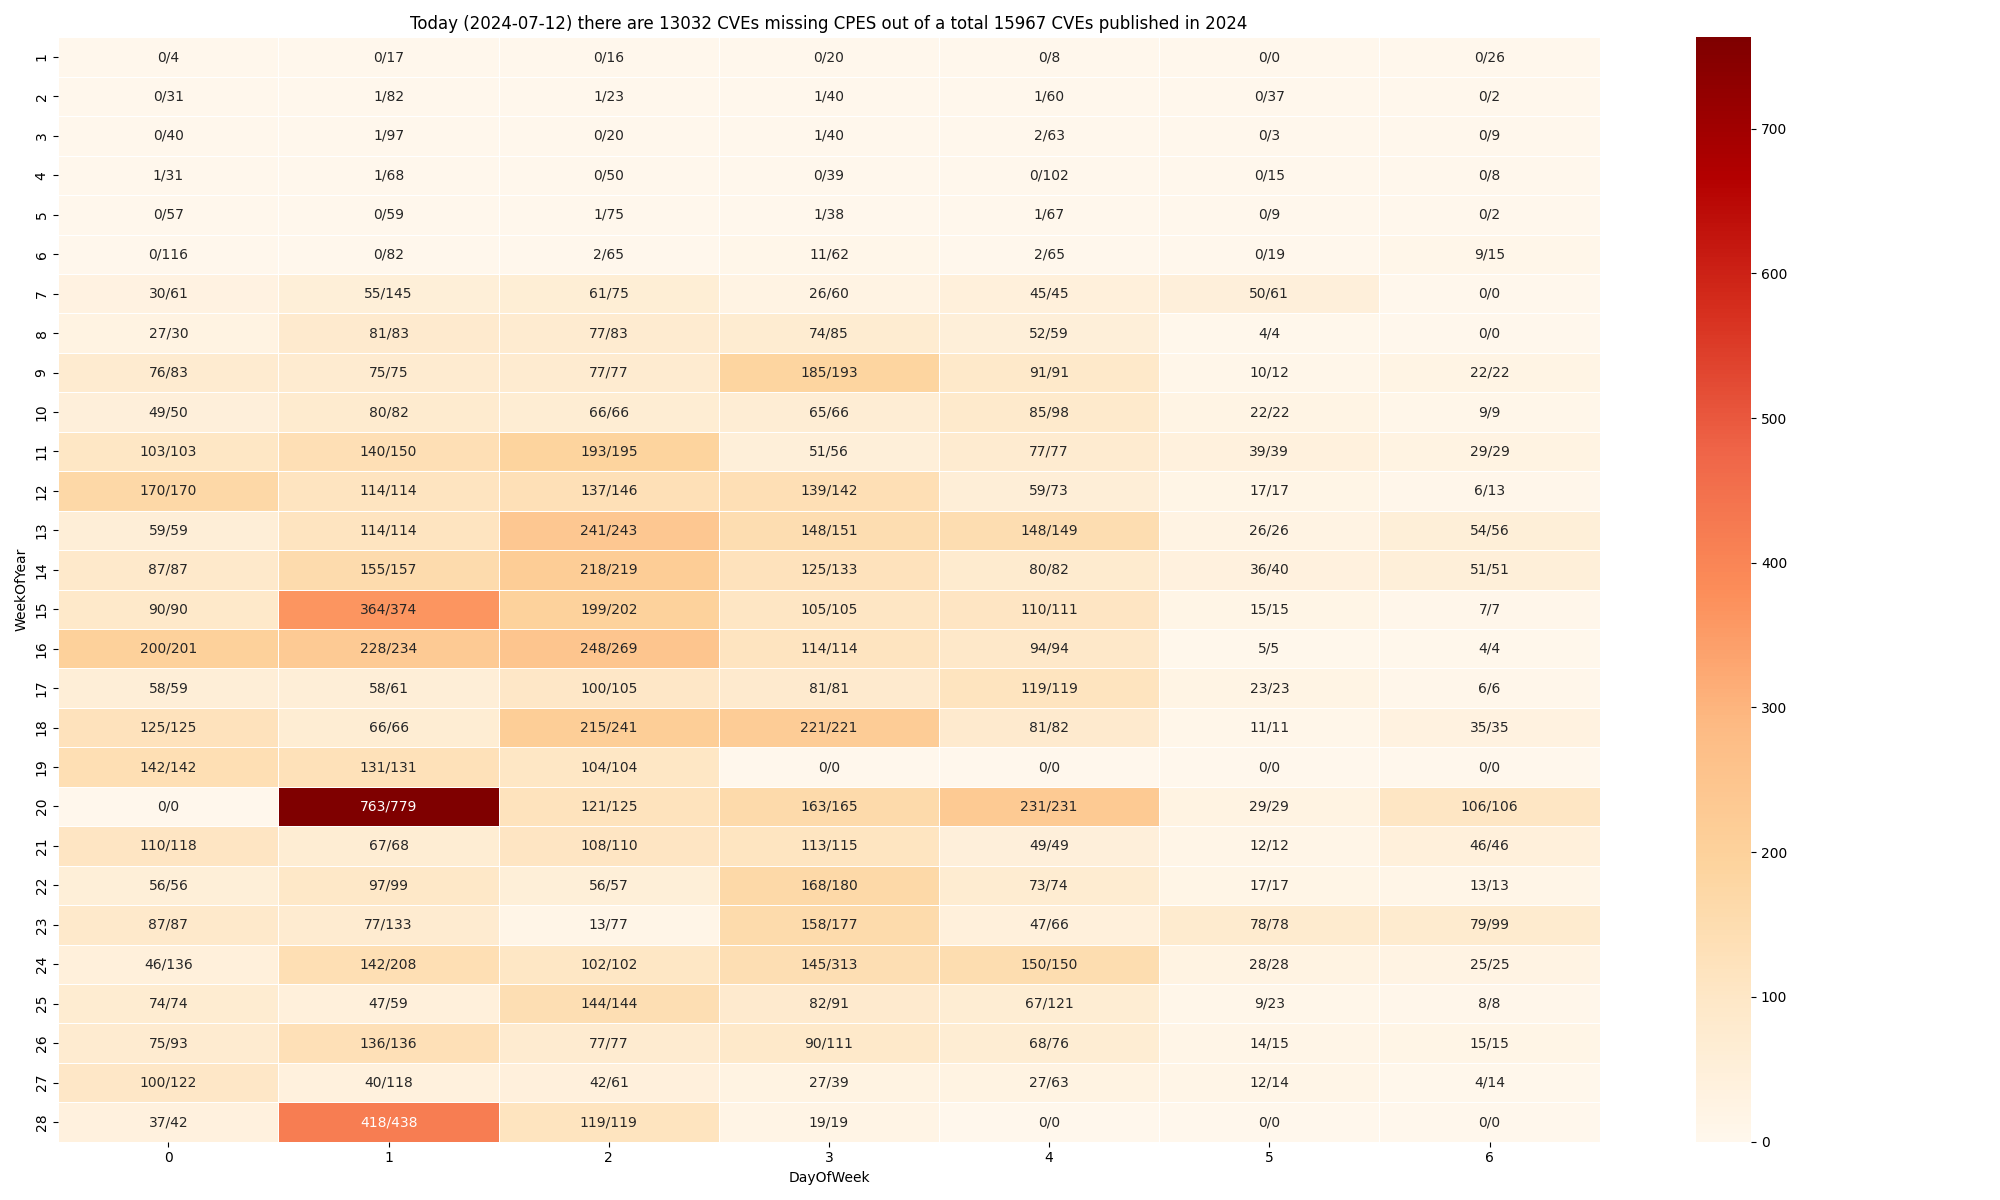 Today (2024-07-12) there are 13032 CVEs missing CPES out of a total 15967 CVEs published in 2024
1 0/4 0/17 0/16 0/20 0/8 0/0 0/26
2 0/31 1/82 1/23 1/40 1/60 0/37 0/2
3 0/40 1/97 0/20 1/40 2/63 0/3 0/9
4 1/31 1/68 0/50 0/39 0/102 0/15 0/8
5 0/57 0/59 1/75 1/38 1/67 0/9 0/2
6 0/116 0/82 2/65 11/62 2/65 0/19 9/15
7 30/61 55/145 61/75 26/60 45/45 50/61 0/0
8 27/30 81/83 77/83 74/85 52/59 4/4 0/0
9 76/83 75/75 77/77 185/193 91/91 10/12 22/22
10 49/50 80/82 66/66 65/66 85/98 22/22 9/9
11 103/103 140/150 193/195 51/56 77/77 39/39 29/29
12 170/170 114/114 137/146 139/142 59/73 17/17 6/13
13 59/59 114/114 241/243 148/151 148/149 26/26 54/56
14 87/87 155/157 218/219 125/133 80/82 36/40 51/51
15 90/90 364/374 199/202 105/105 110/111 15/15 7/7
16 200/201 228/234 248/269 114/114 94/94 5/5 4/4
17 58/59 58/61 100/105 81/81 119/119 23/23 6/6
18 125/125 66/66 215/241 221/221 81/82 11/11 35/35
19 142/142 131/131 104/104 0/0 0/0 0/0 0/0
20 0/0 763/779 121/125 163/165 231/231 29/29 106/106
21 110/118 67/68 108/110 113/115 49/49 12/12 46/46
22 56/56 97/99 56/57 168/180 73/74 17/17 13/13
23 87/87 77/133 13/77 158/177 47/66 78/78 79/99
24 46/136 142/208 102/102 145/313 150/150 28/28 25/25
25 74/74 47/59 144/144 82/91 67/121 9/23 8/8
26 75/93 136/136 77/77 90/111 68/76 14/15 15/15
27 100/122 40/118 42/61 27/39 27/63 12/14 4/14
28 37/42 418/438 119/119 19/19 0/0 0/0 0/0
0 1 2 3 4 5 6
DayOfWeek
WeekOfYear
700
600
500
400
300
200
100
0